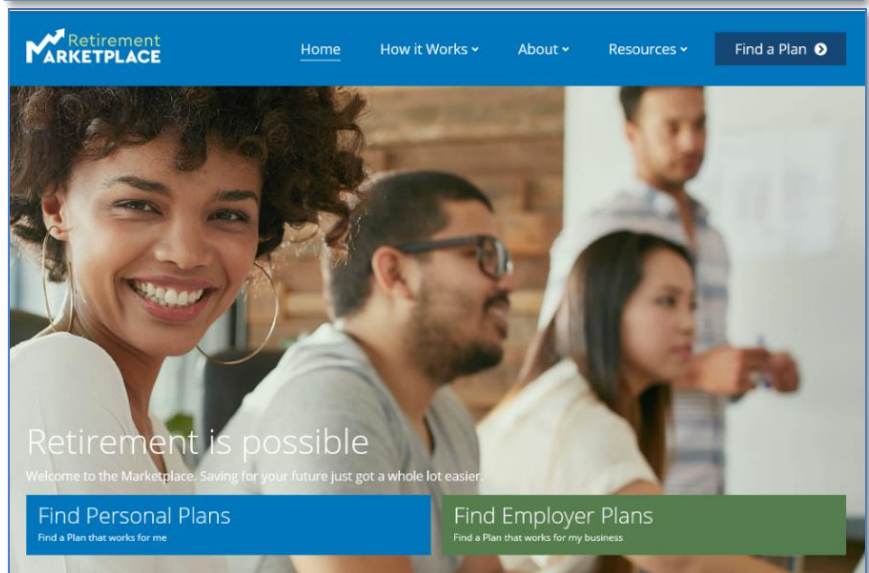 Retirement
MARKETPLACE
Home How it Works About Resources Find a Plan
Retirement is possible
Welcome to the Marketplace. Saving for your future just got a whole lot easier.
Find Personal Plans
Find a Plan that works for me
Find Employer Plans
Find a Plan that works for my business